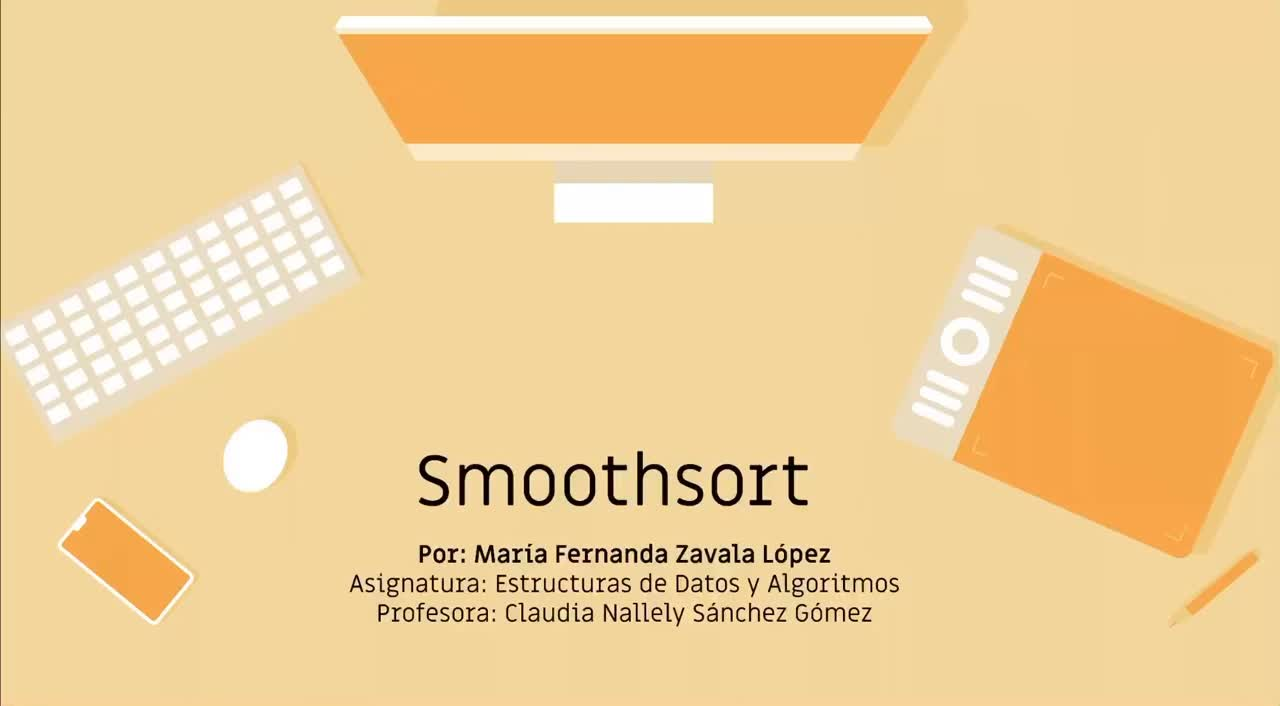 Smoothsort
Por: María Fernanda Zavala López
Asignatura: Estructuras de Datos y Algoritmos
Profesora: Claudia Nallely Sánchez Gómez